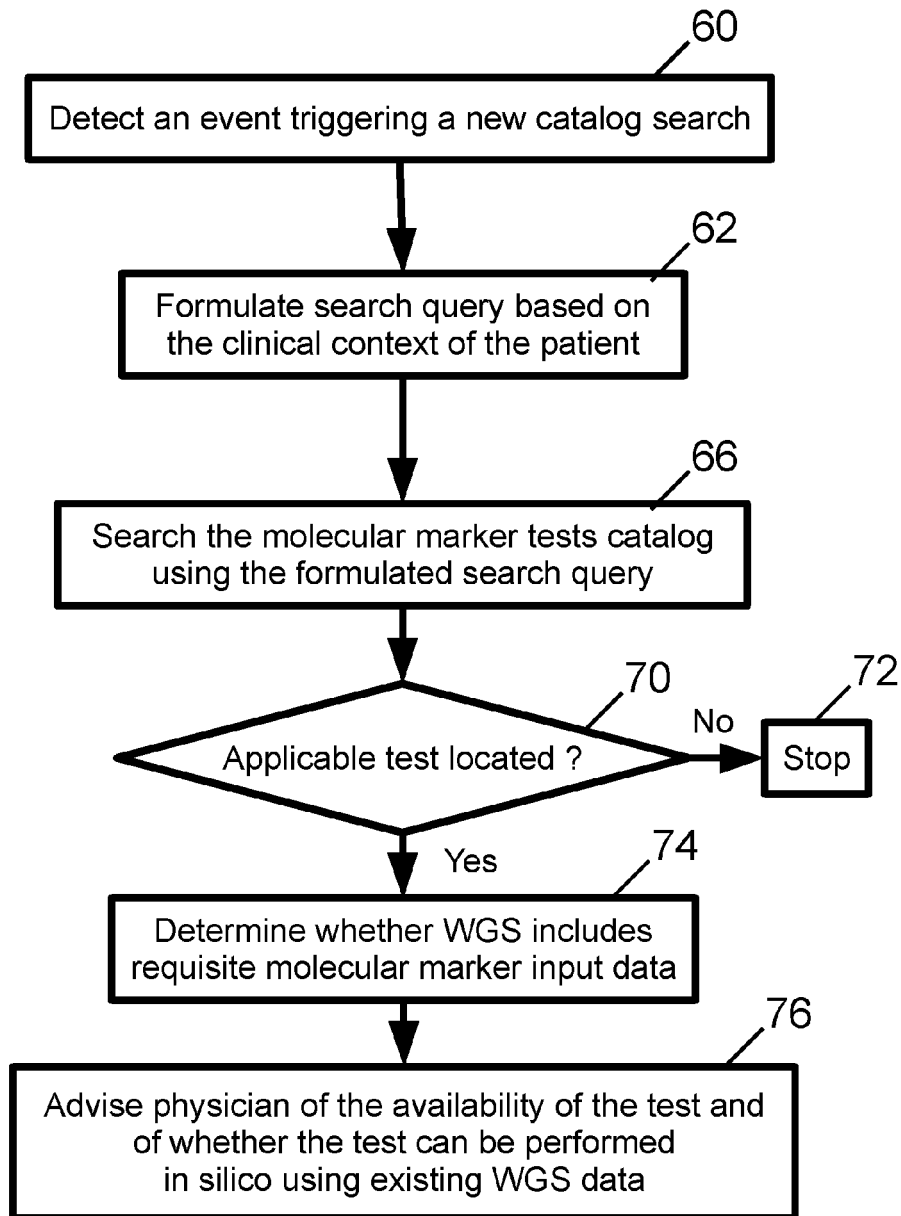 60
Detect an event triggering a new catalog search
62
Formulate search query based on
the clinical context of the patient
66
Search the molecular marker tests catalog
using the formulated search query
70
72
No
Applicable test located ?
Stop
Yes
74
Determine whether WGS includes
requisite molecular marker input data
76
Advise physician of the availability of the test and
of whether the test can be performed
in silico using existing WGS data